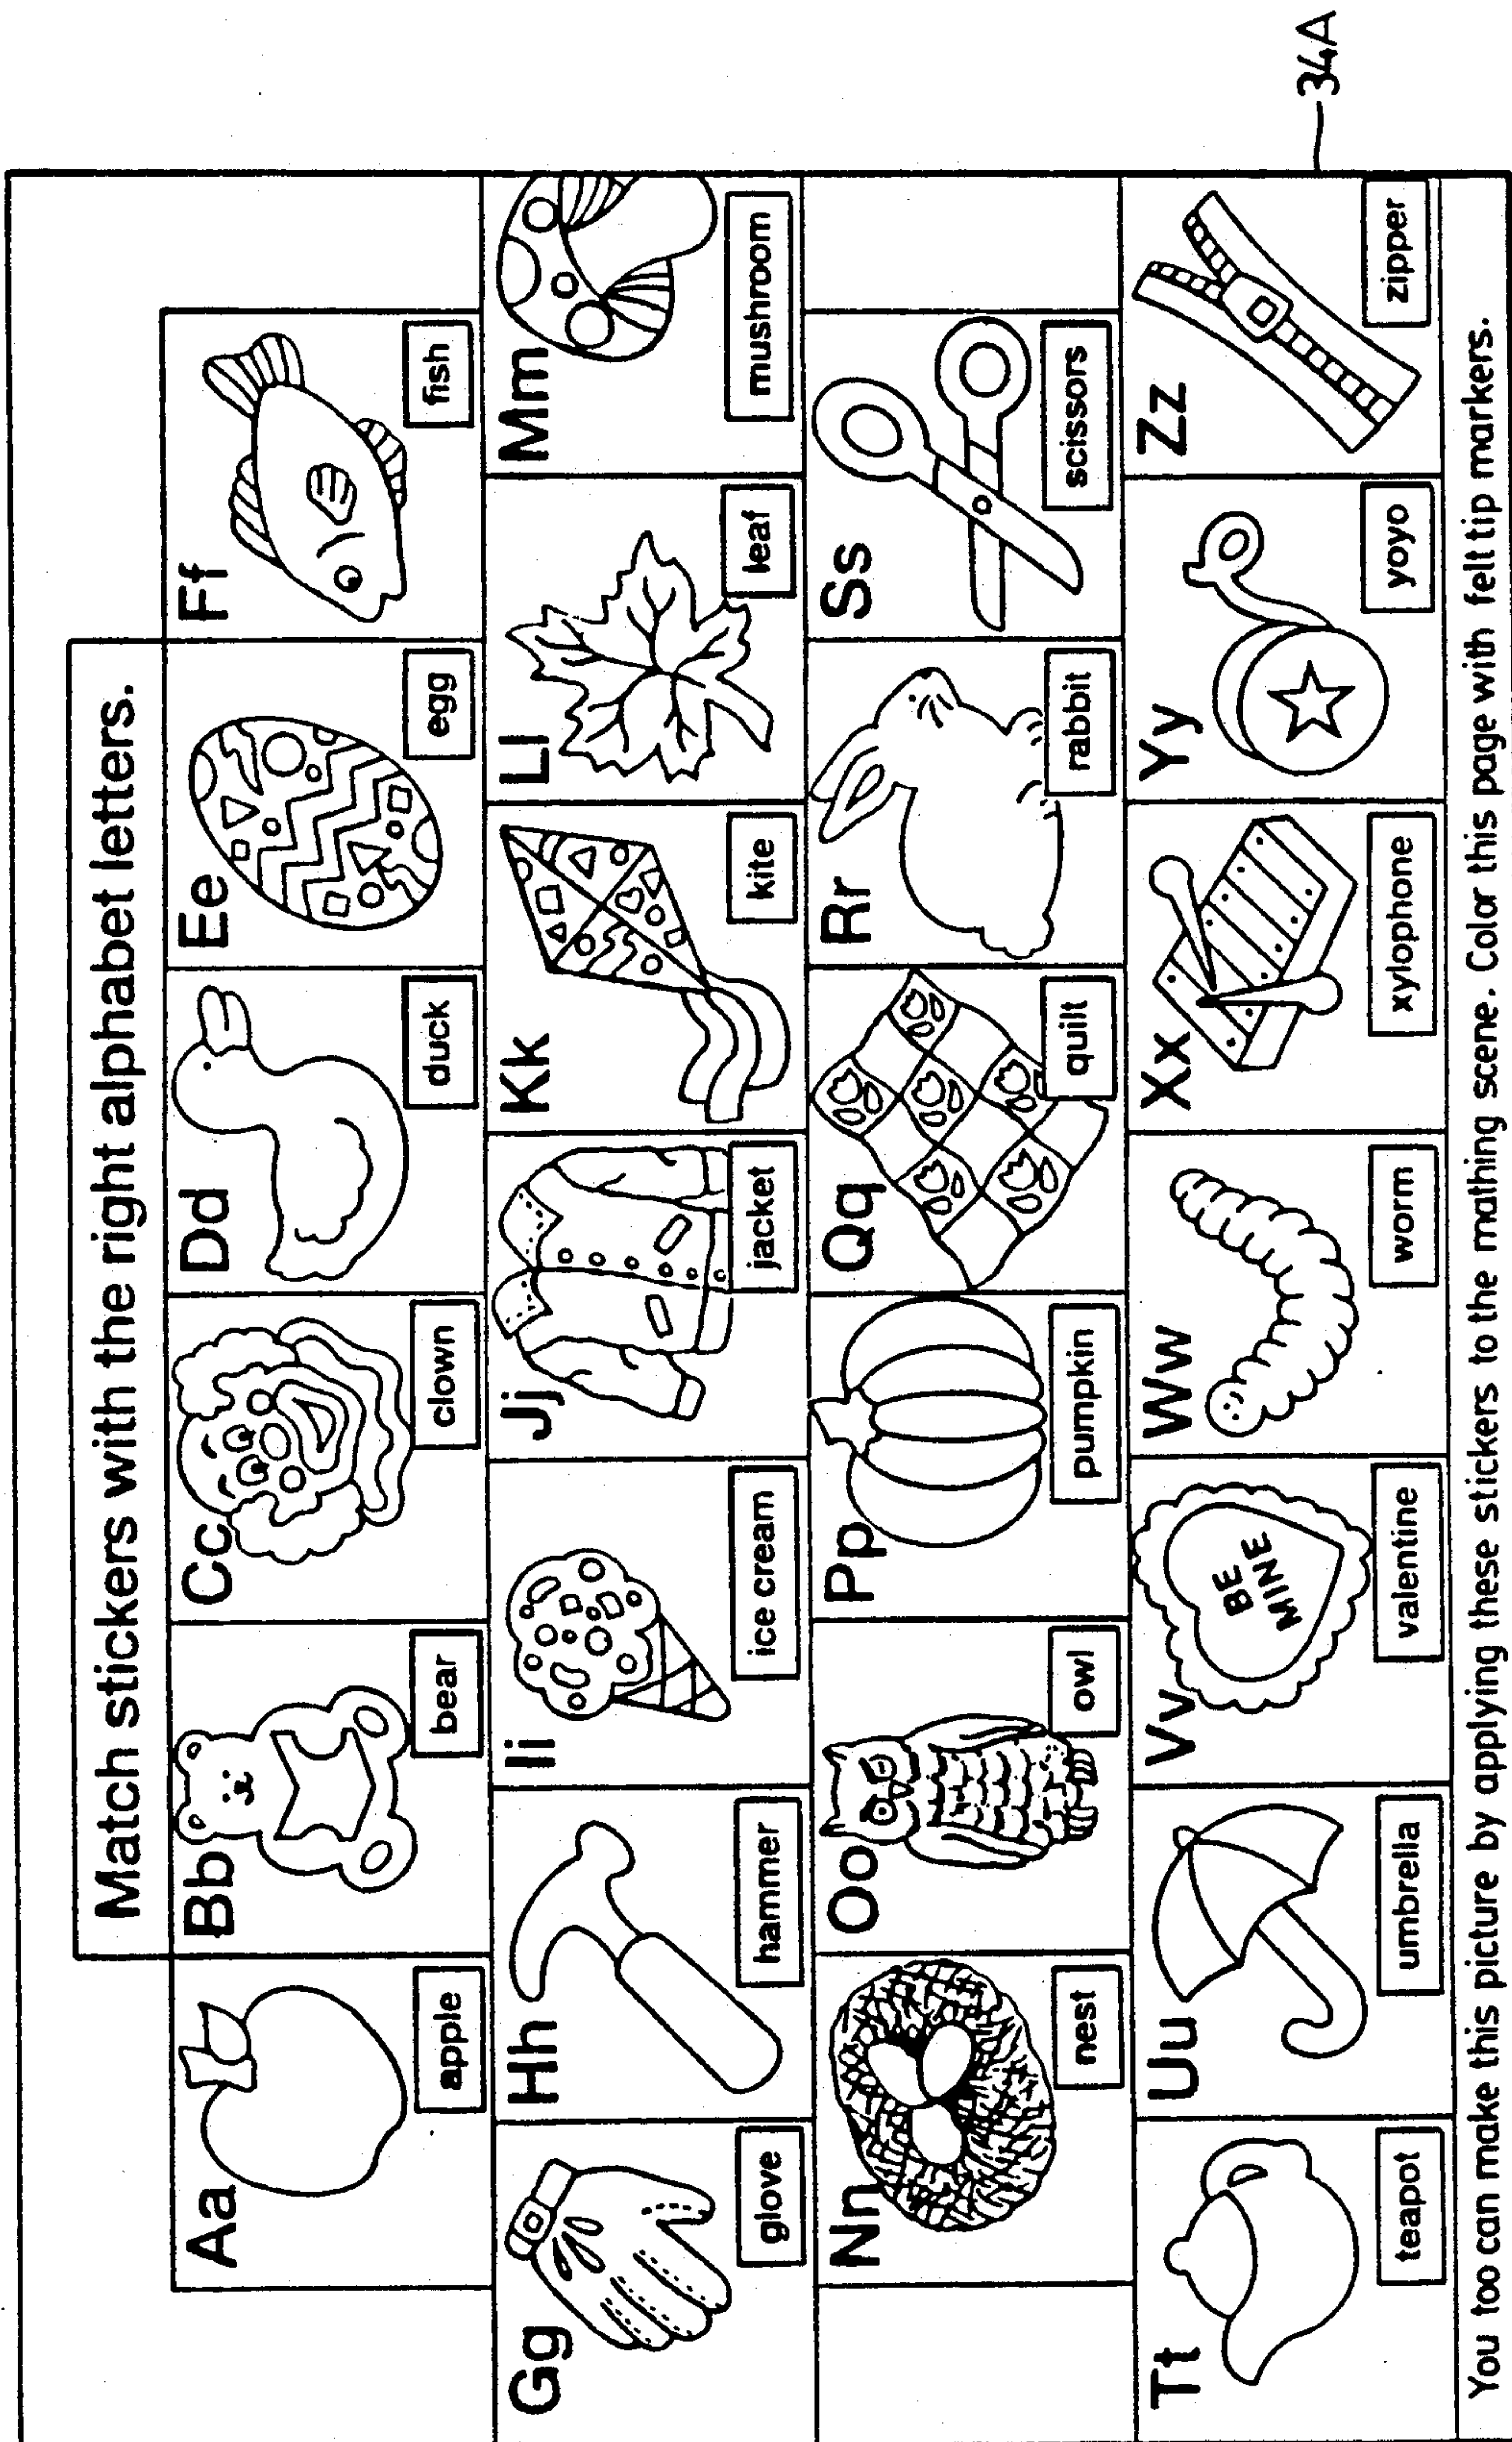 Match stickers with the right alphabet letters.
Aa
apple
Bb
bear
Cc
clown
Dd
duck
Ee
egg
Ff
fish
Gg
glove
Hh
hammer
Ii
ice cream
Jj
jacket
Kk
kite
Ll
leaf
Mm
mushroom
Nn
nest
Oo
owl
Pp
pumpkin
Qq
quilt
Rr
rabbit
Ss
scissors
Tt
teapot
Uu
umbrella
Vv
BE
MINE
valentine
Ww
worm
Xx
xylophone
Yy
yoyo
Zz
zipper
You too can make this picture by applying these stickers to the mathing scene. Color this page with felt tip markers.
34A